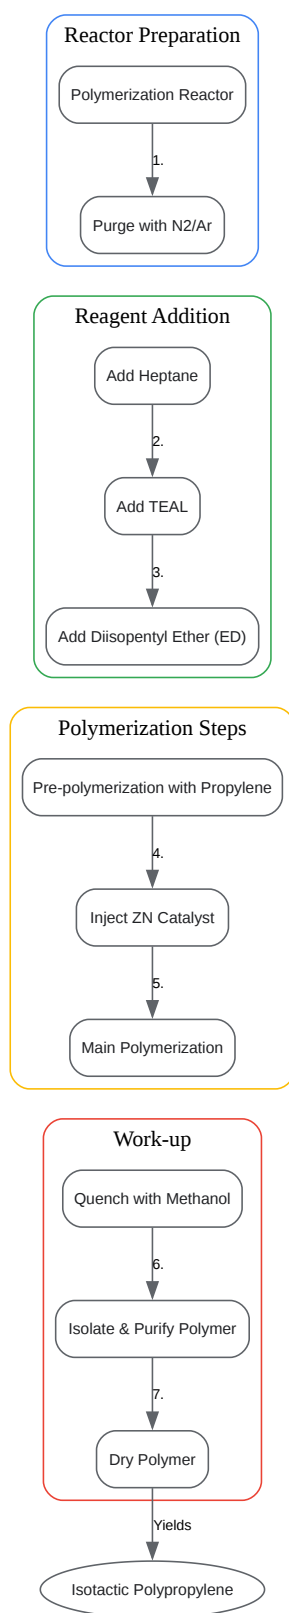 Reactor Preparation
Polymerization Reactor
1.
Purge with N2/Ar
Reagent Addition
Add Heptane
2.
Add TEAL
3.
Add Diisopentyl Ether (ED)
Polymerization Steps
Pre-polymerization with Propylene
4.
Inject ZN Catalyst
5.
Main Polymerization
Work-up
Quench with Methanol
6.
Isolate & Purify Polymer
7.
Dry Polymer
Yields
Isotactic Polypropylene